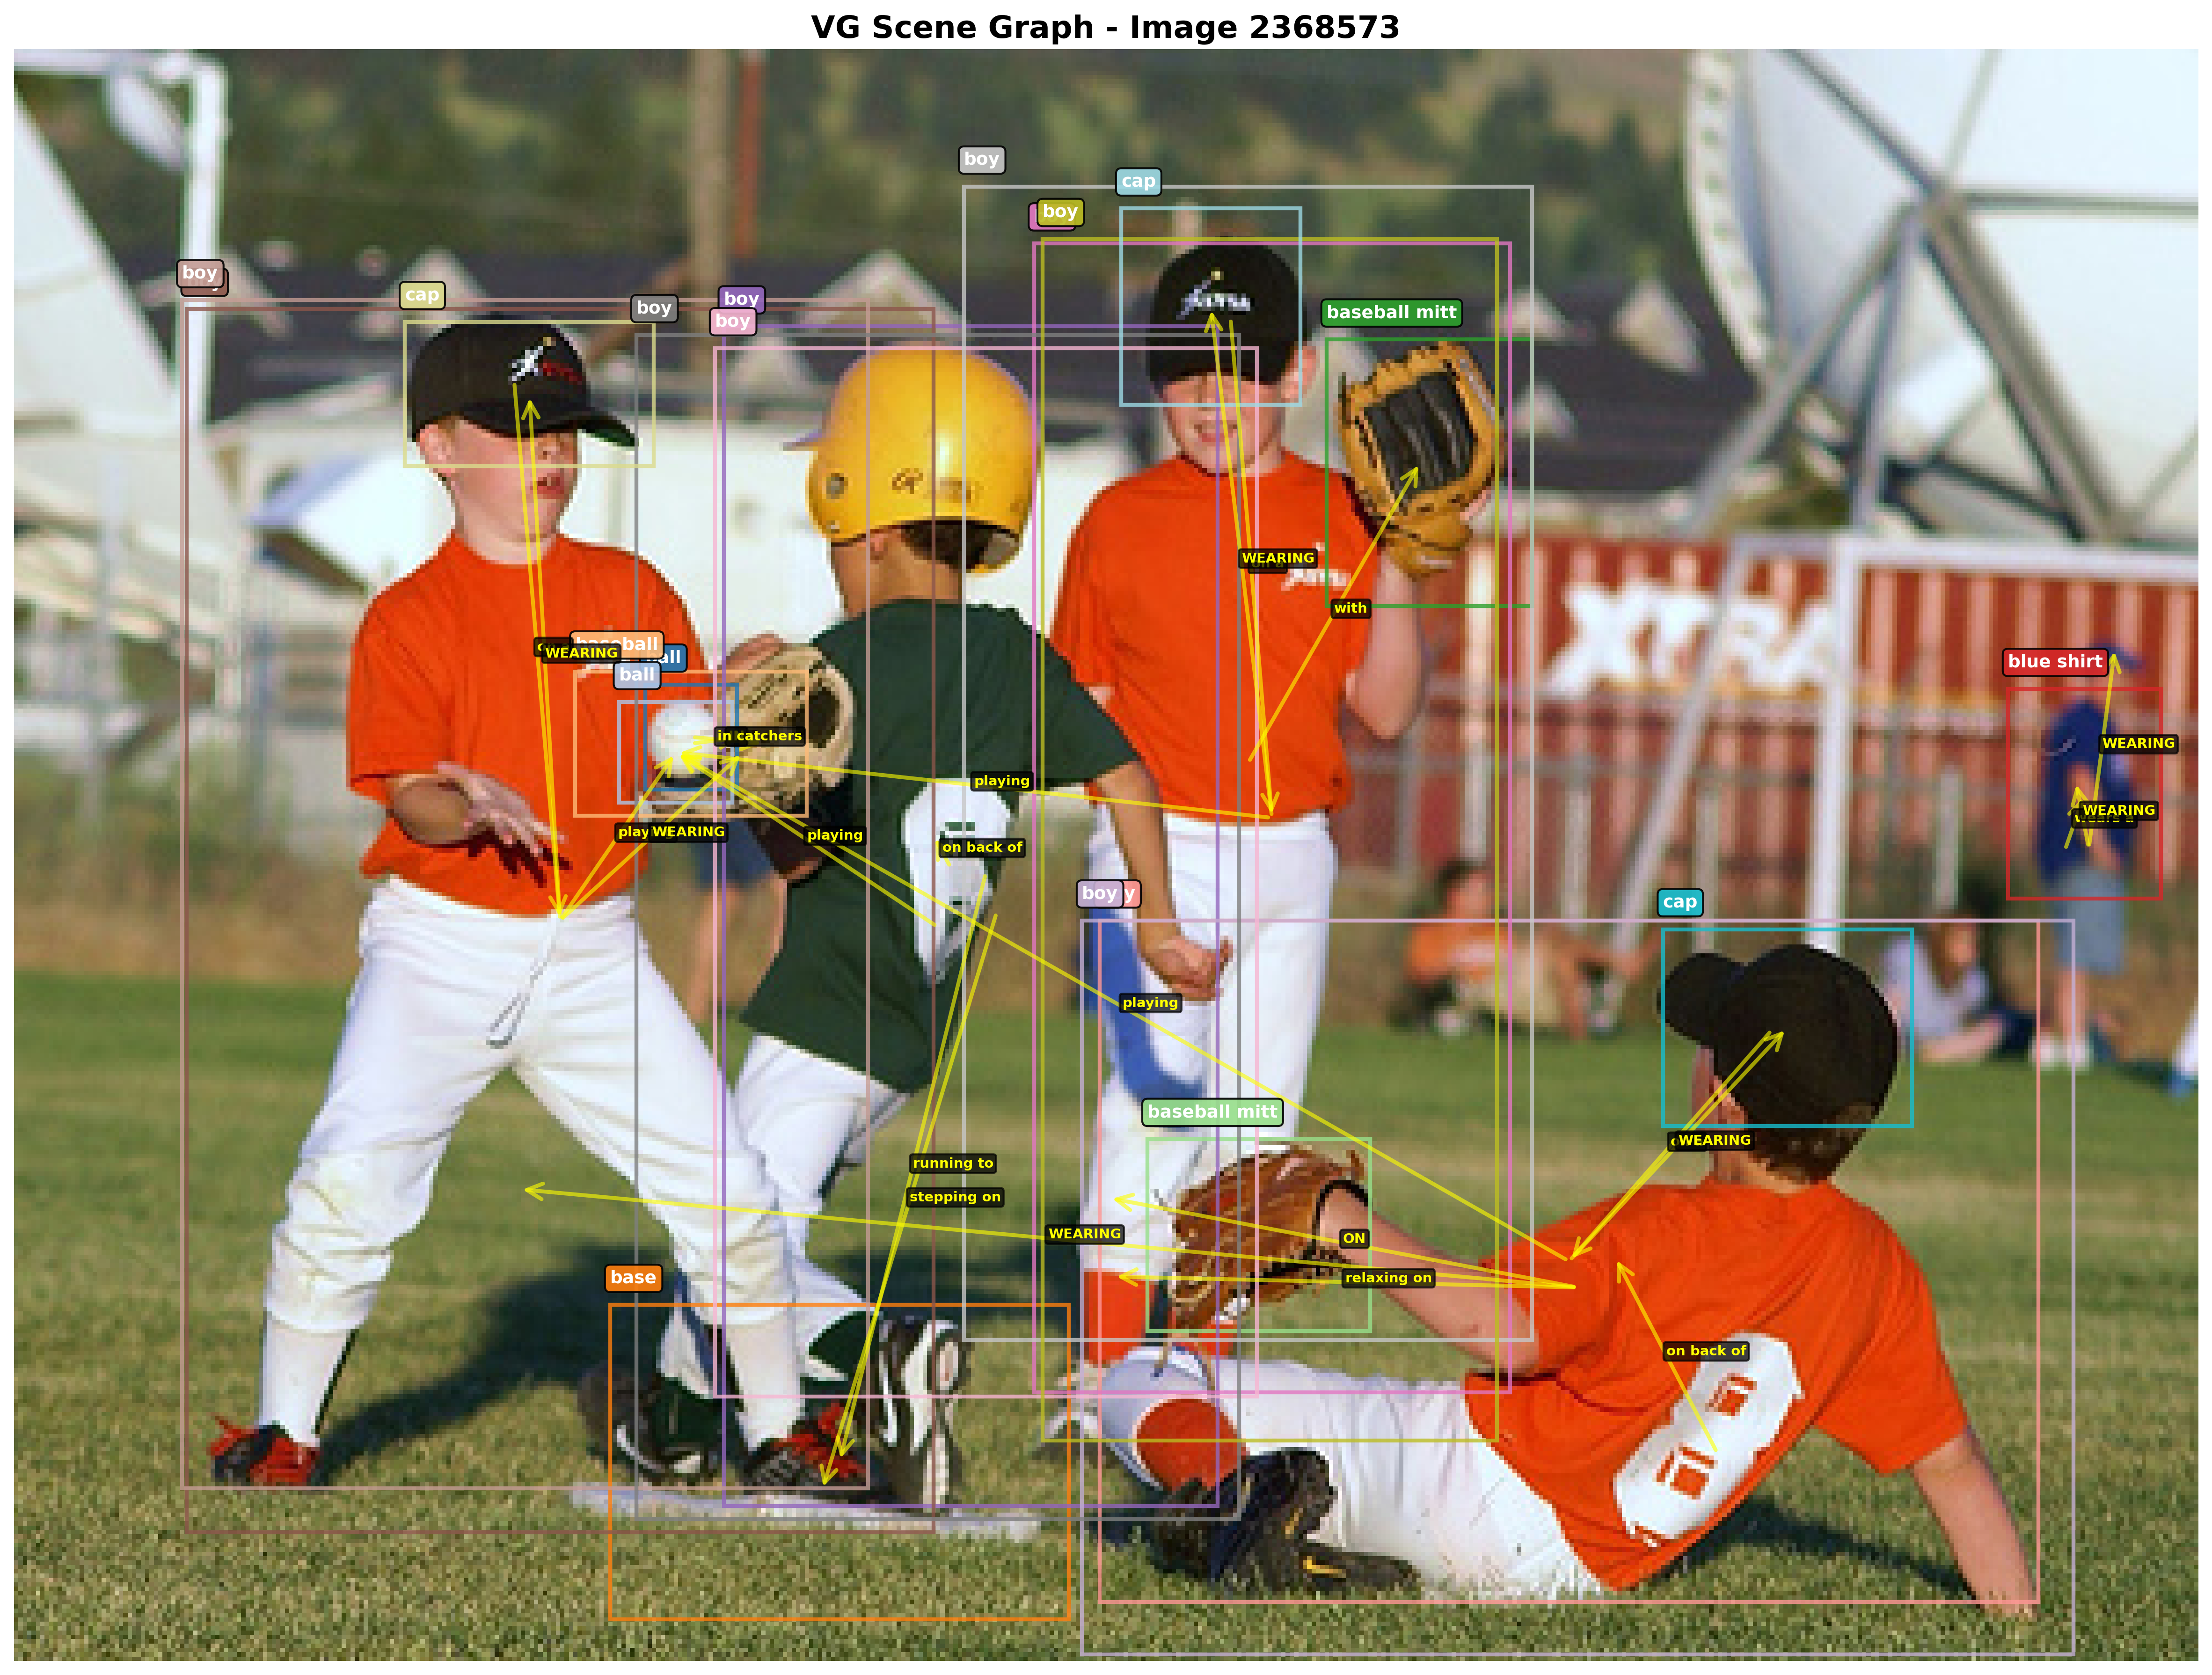 VG Scene Graph - Image 2368573
boy
cap
boy
boy
cap
boy
boy
boy
baseball mitt
baseball
WEARING
ball
ball
WEARING
with
XTRA
blue shirt
in catchers
WEARING
playing
WEARING
WEARING
playing
on back of
boy
cap
playing
baseball mitt
WEARING
running to
stepping on
WEARING
ON
relaxing on
base
on back of
8